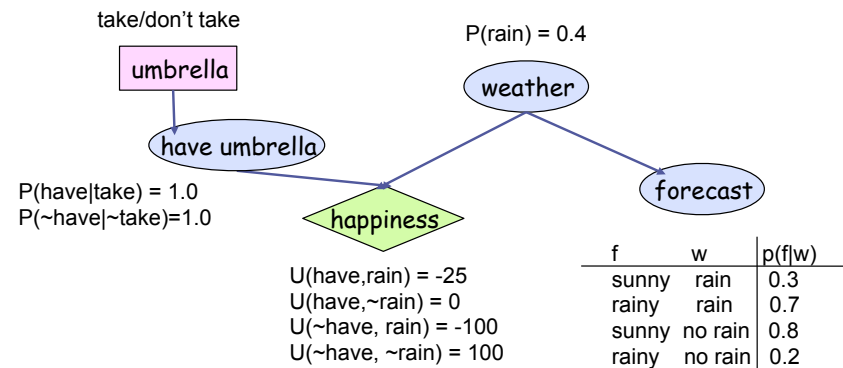 take/don't take
umbrella
P(rain) = 0.4
weather
have umbrella
P(have|take) = 1.0
P(~have|~take)=1.0
happiness
forecast
U(have,rain) = -25
U(have,~rain) = 0
U(~have, rain) = -100
U(~have, ~rain) = 100
f w p(f|w)
sunny rain 0.3
rainy rain 0.7
sunny no rain 0.8
rainy no rain 0.2